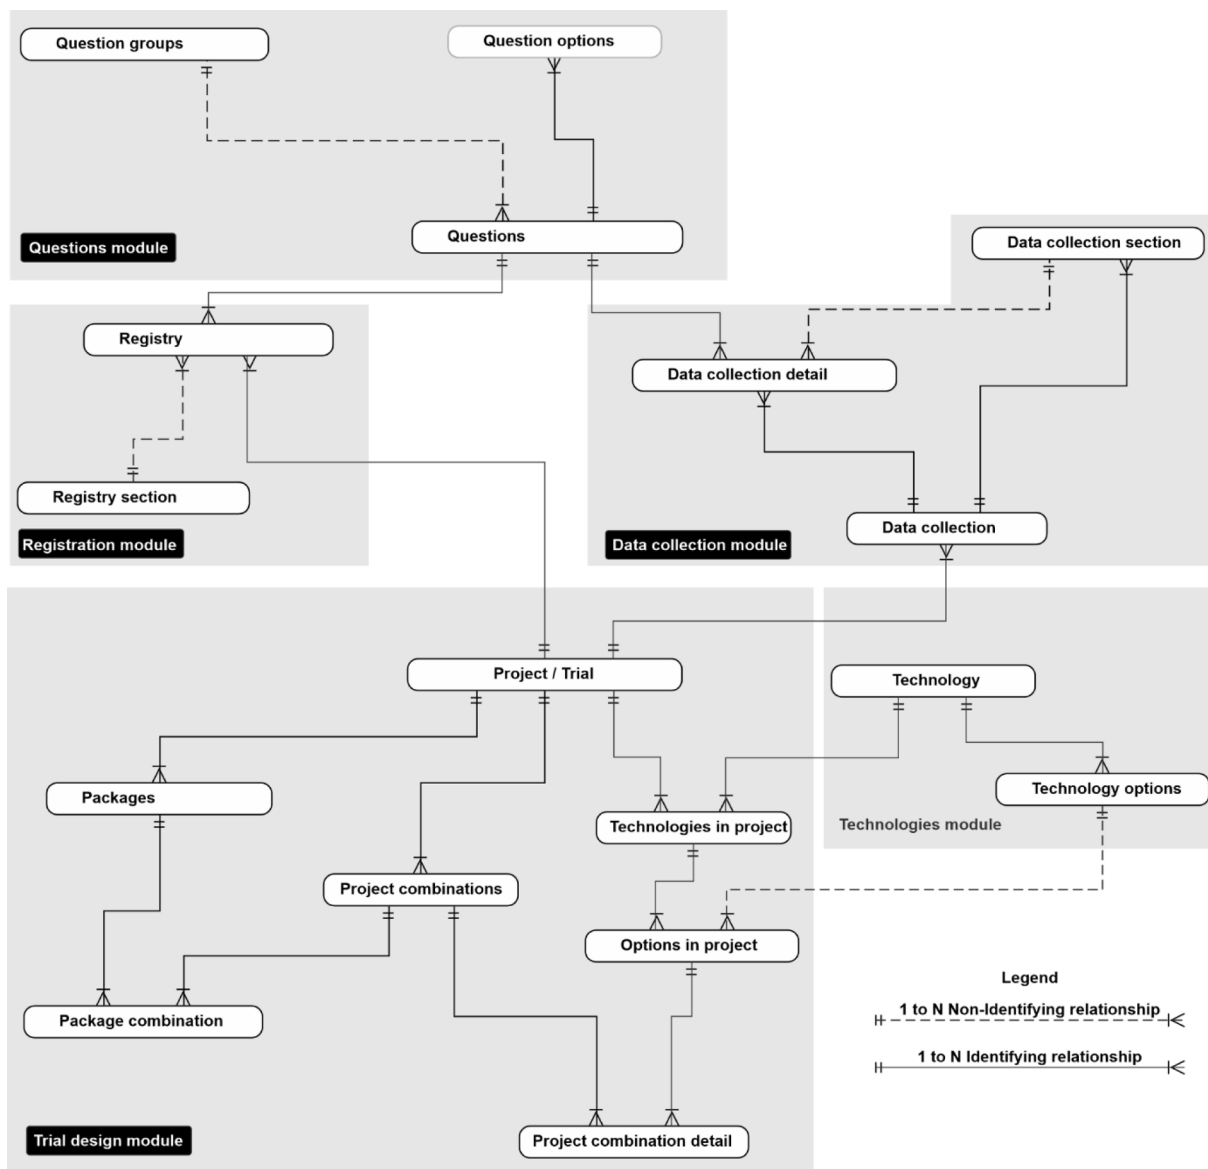 Question groups
Question options
Questions
Questions module
Data collection section
Registry
Data collection detail
Registry section
Registration module
Data collection
Data collection module
Project / Trial
Technology
Packages
Technology options
Technologies in project
Technologies module
Project combinations
Options in project
Package combination
Legend
1 to N Non-Identifying relationship
1 to N Identifying relationship
Trial design module
Project combination detail